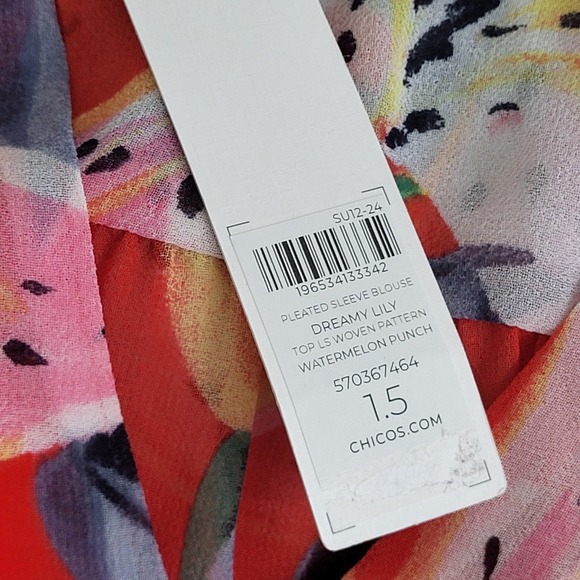 SU12-24
196534133342
PLEATED SLEEVE BLOUSE
DREAMY LILY
TOP LS WOVEN PATTERN
WATERMELON PUNCH
570367464
1.5
CHICOS.COM